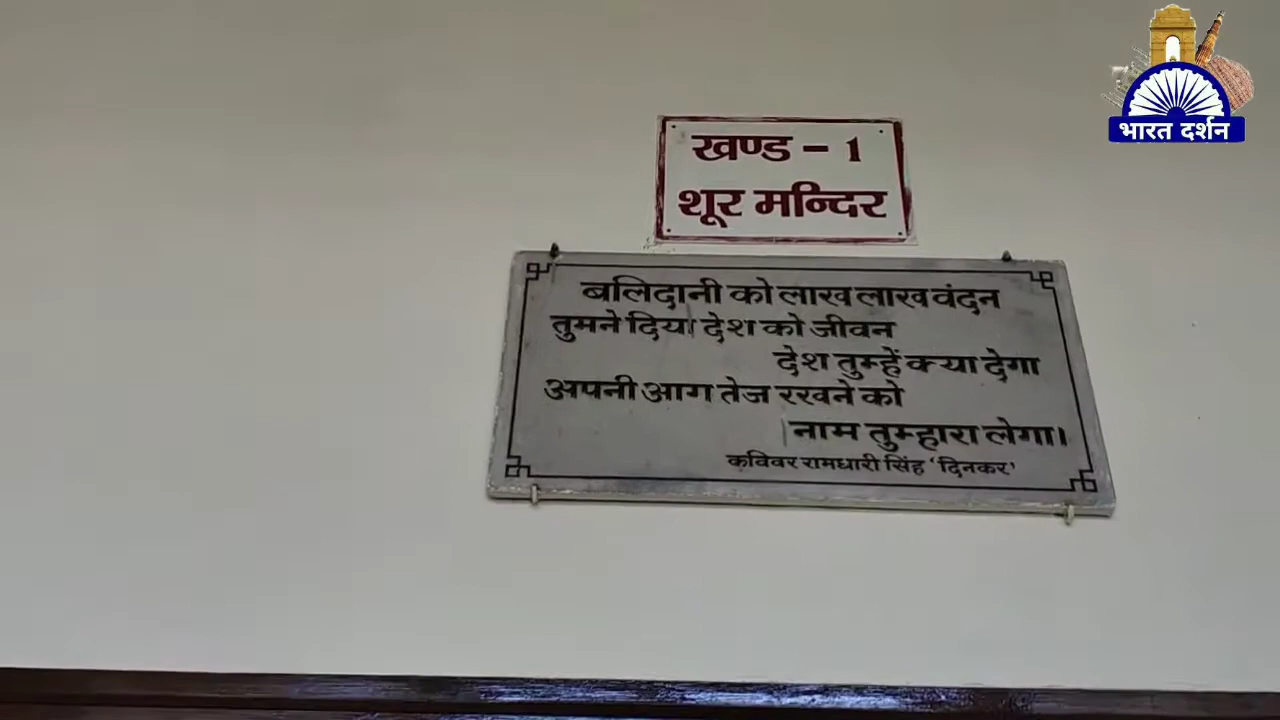 भारत दर्शन
खण्ड - 1
शूर मन्दिर
बलिदानी को लाख लाख वंदन
तुमने दिया देश को जीवन
देश तुम्हें क्या देगा
अपनी आग तेज रखने को
नाम तुम्हारा लेगा।
कविवर रामधारी सिंह 'दिनकर'